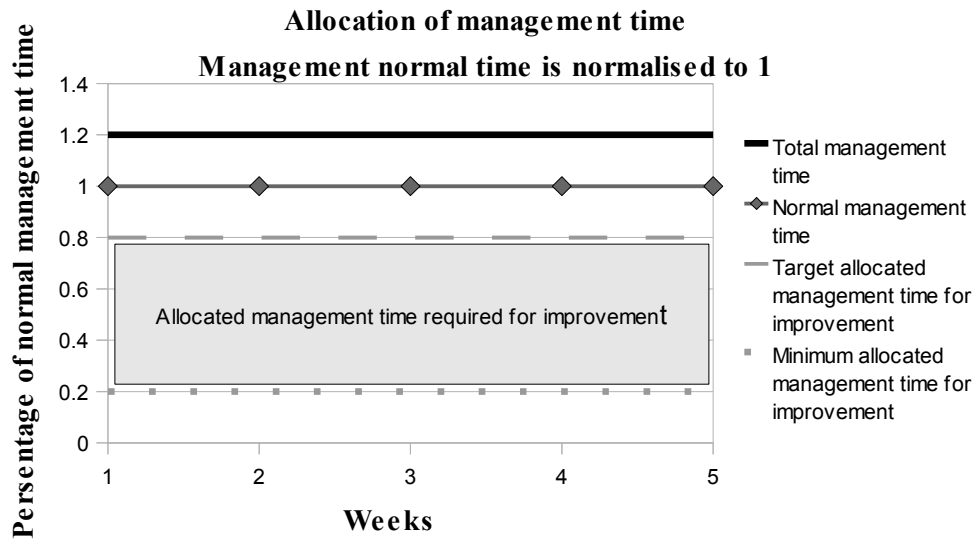 Allocation of management time
Management normal time is normalised to 1
Persentage of normal management time
1.4
1.2
1
0.8
0.6
0.4
0.2
0
Allocated management time required for improvement
1
2
3
4
5
Weeks
Total management
time
Normal management
time
Target allocated
management time for
improvement
Minimum allocated
management time for
improvement